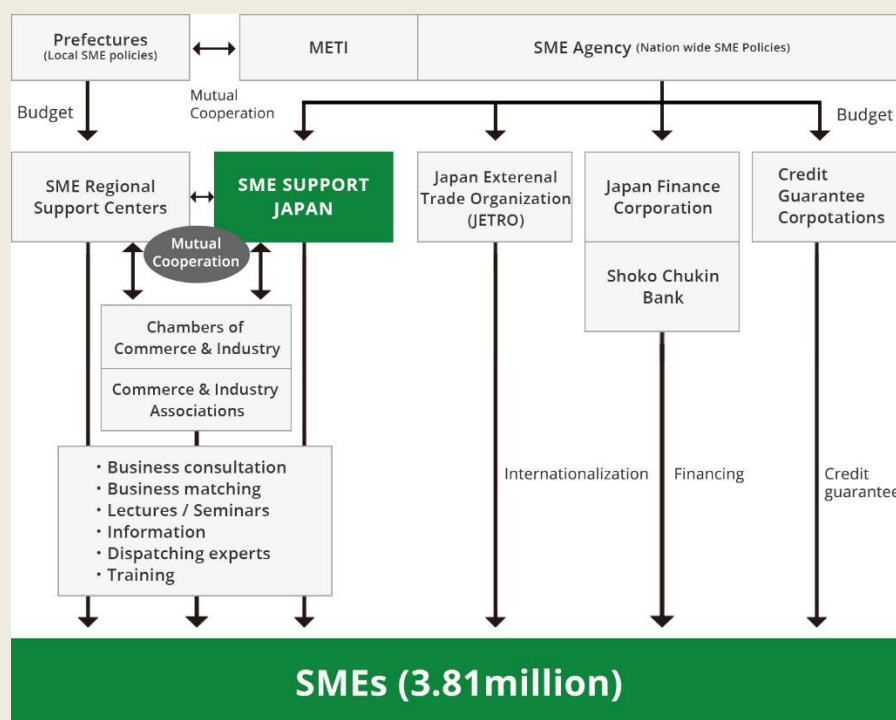 Prefectures
(Local SME policies)
METI
SME Agency (Nation wide SME Policies)
Budget
Mutual
Cooperation
Budget
SME Regional
Support Centers
SME SUPPORT
JAPAN
Japan Exterenal
Trade Organization
(JETRO)
Japan Finance
Corporation
Credit
Guarantee
Corpotations
Mutual
Cooperation
Shoko Chukin
Bank
Chambers of
Commerce & Industry
Commerce & Industry
Associations
・Business consultation
・Business matching
・Lectures / Seminars
・Information
・Dispatching experts
・Training
Internationalization
Financing
Credit
guarantee
SMEs (3.81million)